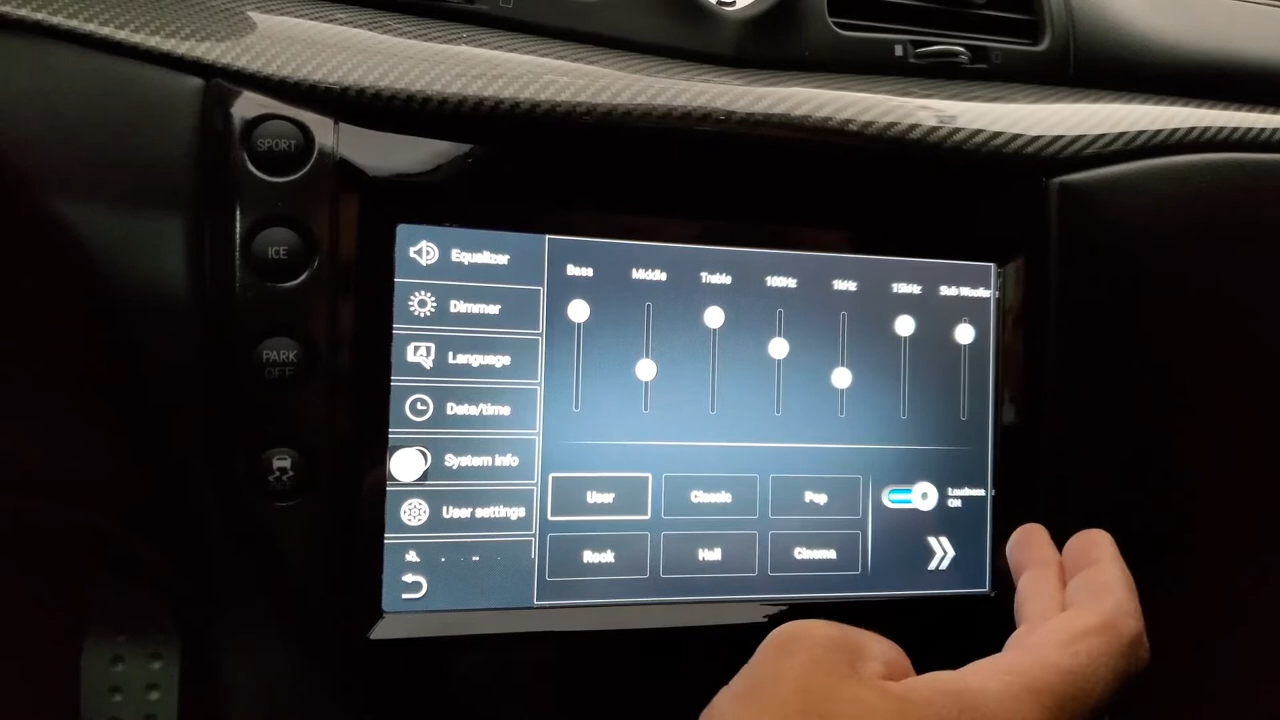 SPORT
ICE
PARK
OFF
Equalizer
Dimmer
Language
Date/time
System info
User settings
Bass Middle Treble 100Hz 1kHz 15kHz Sub Woofer
User Classic Pop
Rock Hall Cinema
Loudness
ON